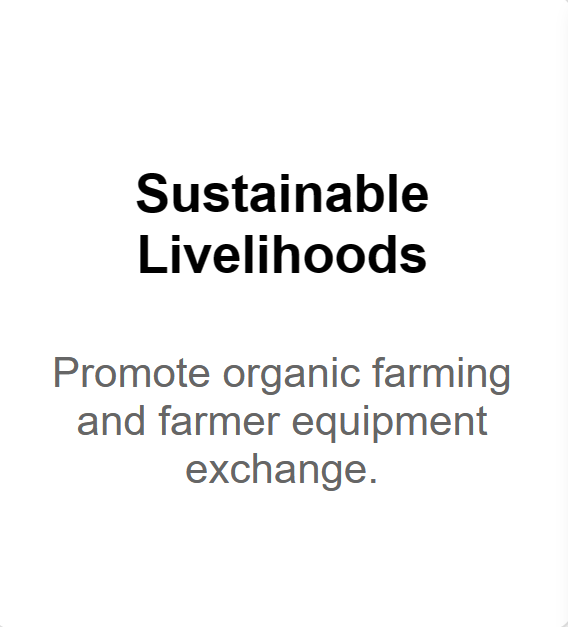 Sustainable
Livelihoods
Promote organic farming
and farmer equipment
exchange.